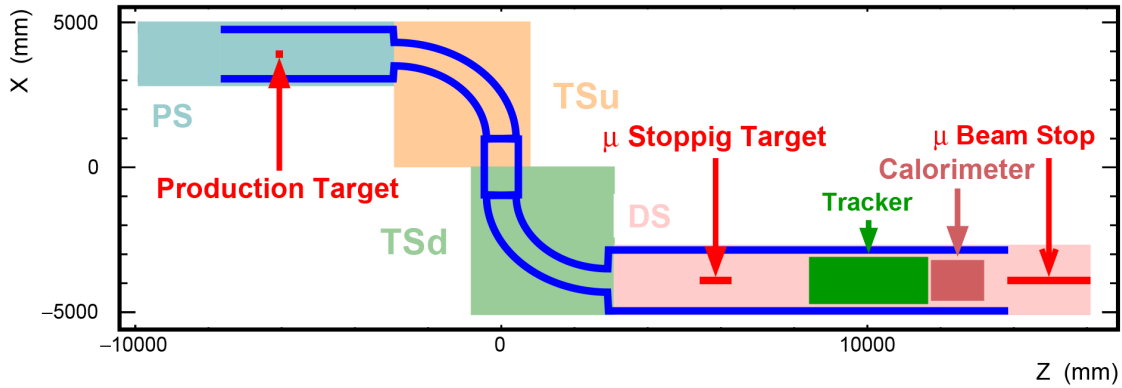 X (mm)
5000
0
−5000
PS
TSu
μ Stoppig Target
μ Beam Stop
Production Target
Calorimeter
Tracker
TSd
DS
−10000
0
10000
Z (mm)